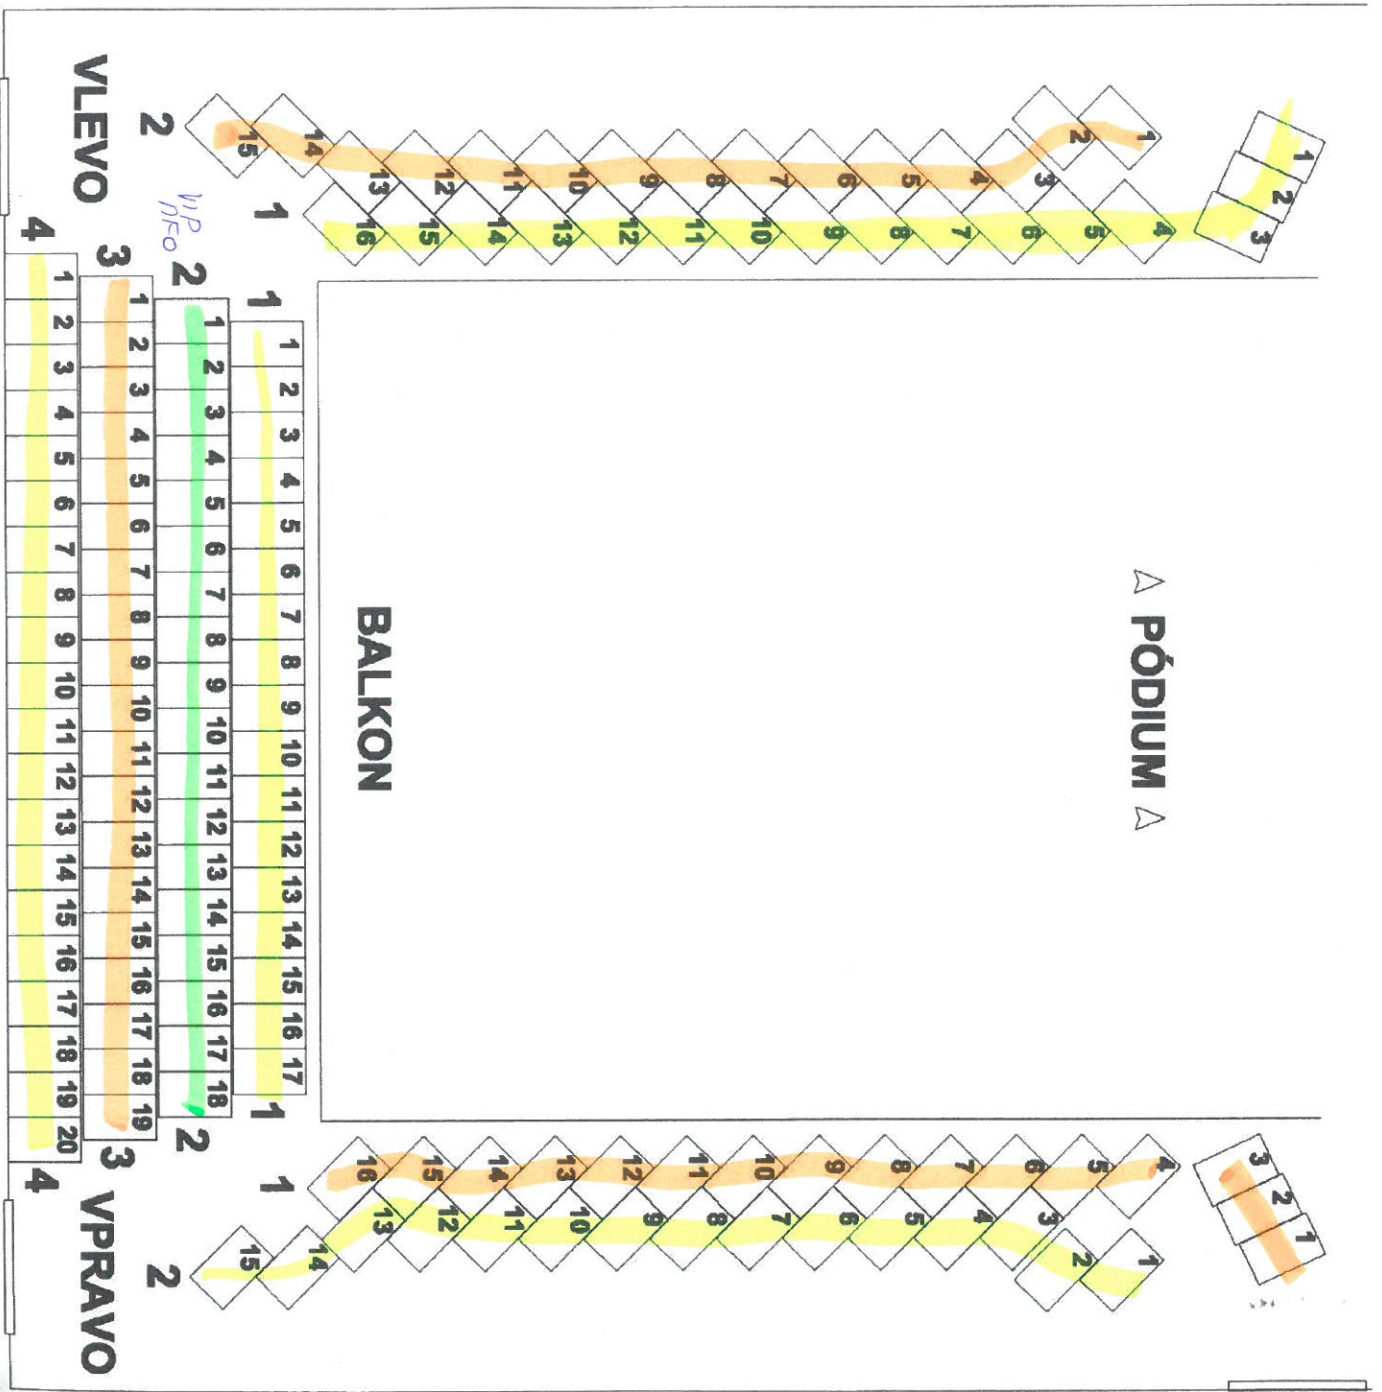 △ PÓDIUM △
1 2 3
3 2 1
1 2 3 4 5 6 7 8 9 10 11 12 13 14 15
2
4 5 6 7 8 9 10 11 12 13 14 15 16
1
4 5 6 7 8 9 10 11 12 13 14 15 16
1
1 2 3 4 5 6 7 8 9 10 11 12 13 14 15
2
BALKON
1 1 2 3 4 5 6 7 8 9 10 11 12 13 14 15 16 17 1
VIP
2 1 2 3 4 5 6 7 8 9 10 11 12 13 14 15 16 17 18 2
3 1 2 3 4 5 6 7 8 9 10 11 12 13 14 15 16 17 18 19 3
4 1 2 3 4 5 6 7 8 9 10 11 12 13 14 15 16 17 18 19 20 4
VLEVO
VPRAVO